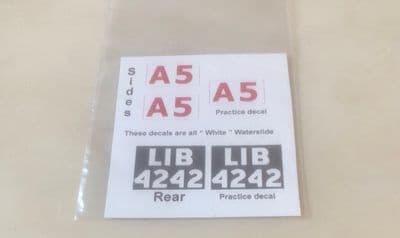 Sides
A5
A5
A5
Practice decal
These decals are all " White " Waterslide
LIB
4242
LIB
4242
Rear
Practice decal